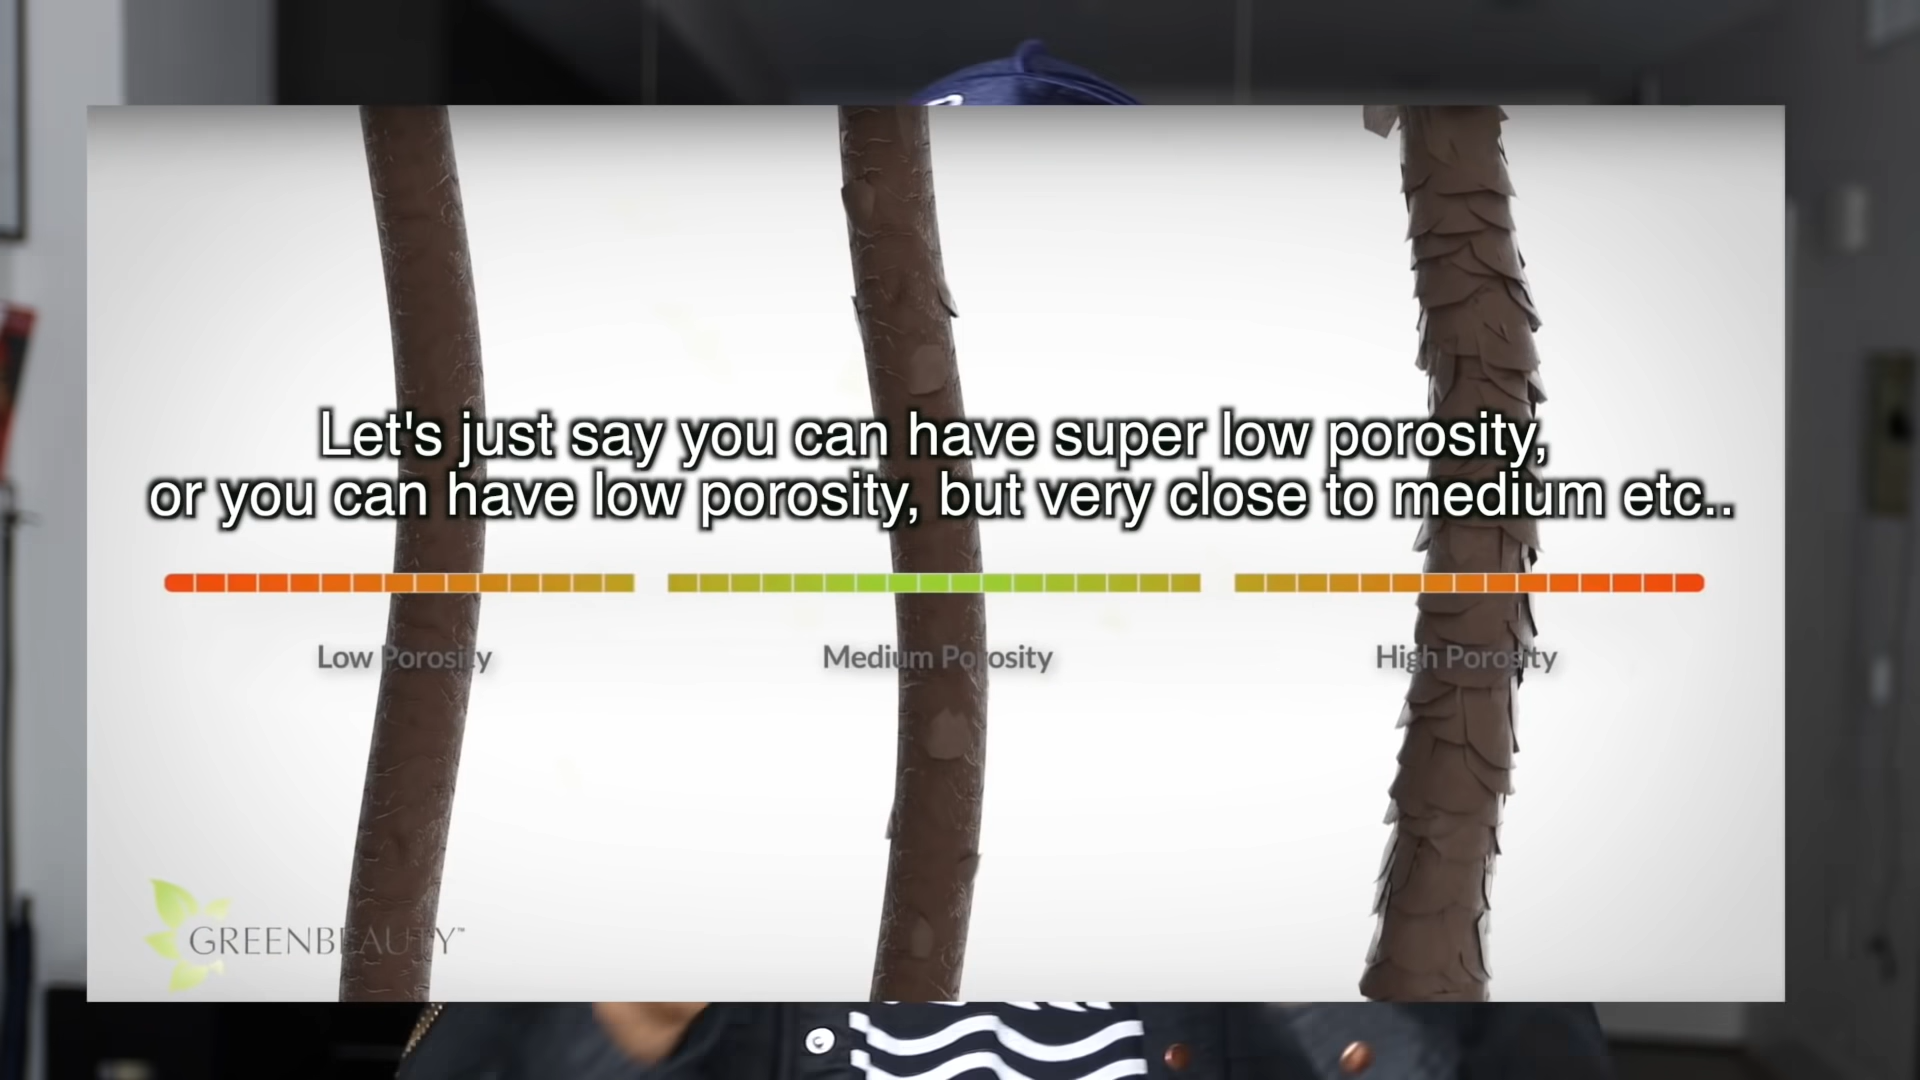 Let's just say you can have super low porosity,
or you can have low porosity, but very close to medium etc..
Low Porosity
Medium Porosity
High Porosity
GREENBEAUTY™